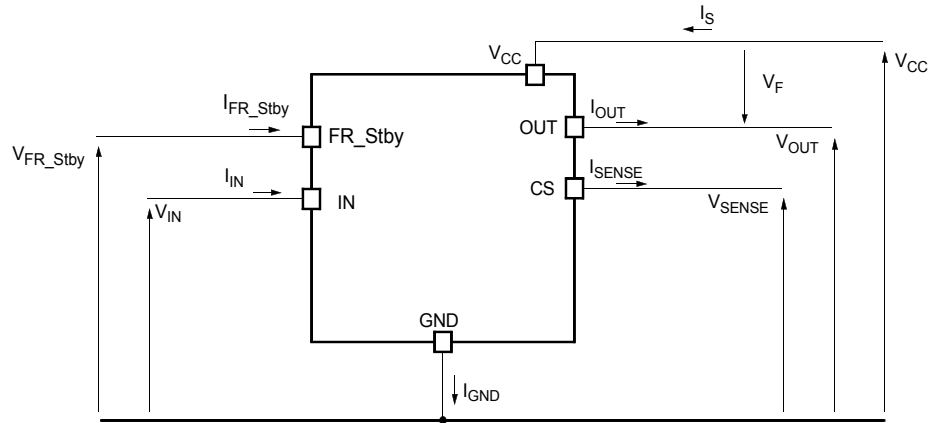 I_S
V_CC
V_CC
V_F
I_FR_Stby
I_OUT
FR_Stby
OUT
V_FR_Stby
V_OUT
I_IN
I_SENSE
IN
CS
V_IN
V_SENSE
GND
I_GND